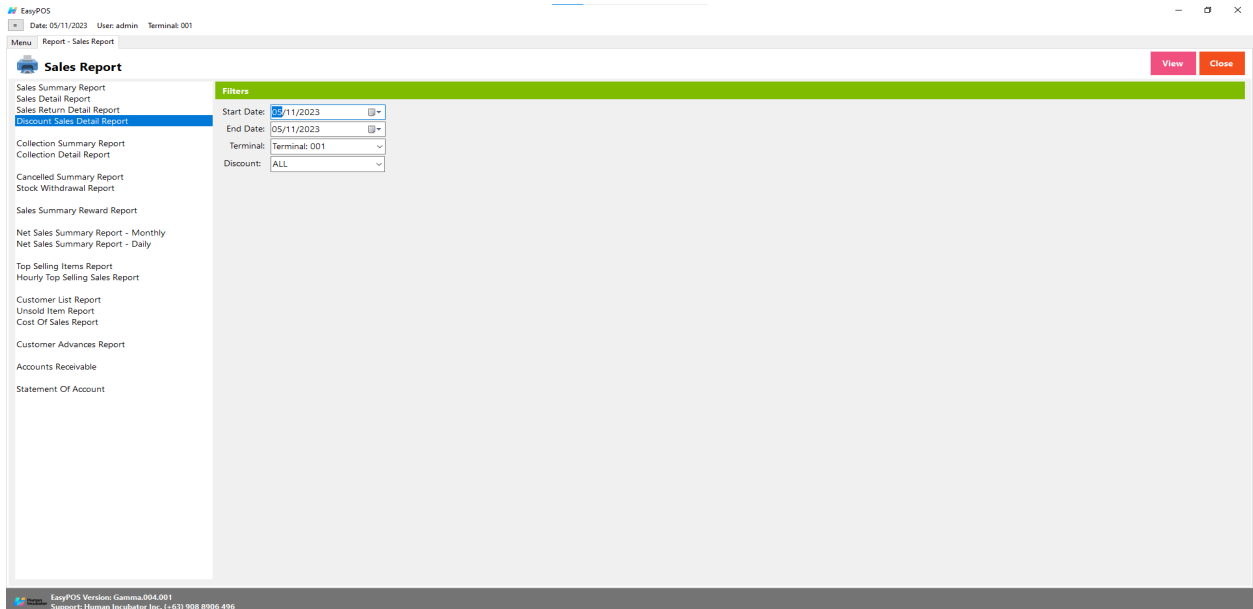 EasyPOS
Date: 05/11/2023 User: admin Terminal: 001
Menu Report - Sales Report
Sales Report
View Close
Sales Summary Report
Sales Detail Report
Sales Return Detail Report
Discount Sales Detail Report
Collection Summary Report
Collection Detail Report
Cancelled Summary Report
Stock Withdrawal Report
Sales Summary Reward Report
Net Sales Summary Report - Monthly
Net Sales Summary Report - Daily
Top Selling Items Report
Hourly Top Selling Sales Report
Customer List Report
Unsold Item Report
Cost Of Sales Report
Customer Advances Report
Accounts Receivable
Statement Of Account
Filters
Start Date: 05/11/2023
End Date: 05/11/2023
Terminal: Terminal: 001
Discount: ALL
EasyPOS Version: Gamma.004.001
Support: Human Incubator Inc. (+63) 908 8906 496